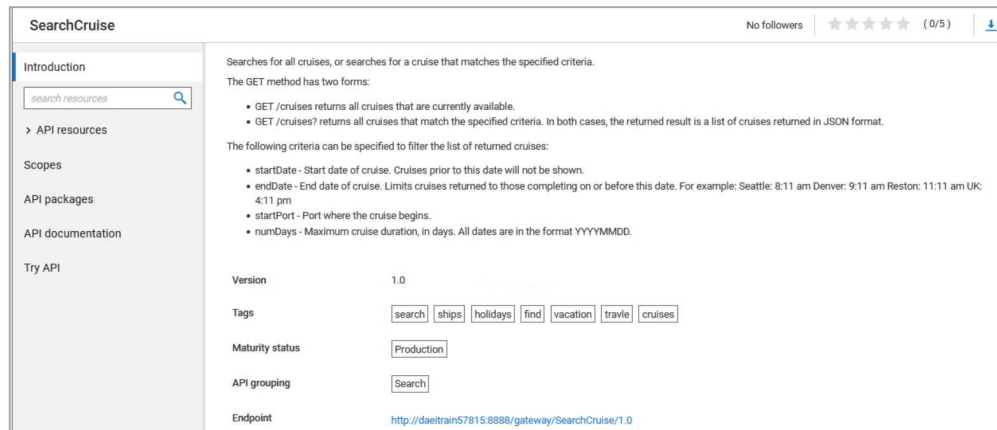 SearchCruise
No followers
(0/5)
Introduction
search resources
> API resources
Scopes
API packages
API documentation
Try API
Searches for all cruises, or searches for a cruise that matches the specified criteria.
The GET method has two forms:
• GET /cruises returns all cruises that are currently available.
• GET /cruises? returns all cruises that match the specified criteria. In both cases, the returned result is a list of cruises returned in JSON format.
The following criteria can be specified to filter the list of returned cruises:
• startDate - Start date of cruise. Cruises prior to this date will not be shown.
• endDate - End date of cruise. Limits cruises returned to those completing on or before this date. For example: Seattle: 8:11 am Denver: 9:11 am Reston: 11:11 am UK:
4:11 pm
• startPort - Port where the cruise begins.
• numDays - Maximum cruise duration, in days. All dates are in the format YYYYMMDD.
Version 1.0
Tags search ships holidays find vacation travle cruises
Maturity status Production
API grouping Search
Endpoint http://daeitrain57815:8888/gateway/SearchCruise/1.0